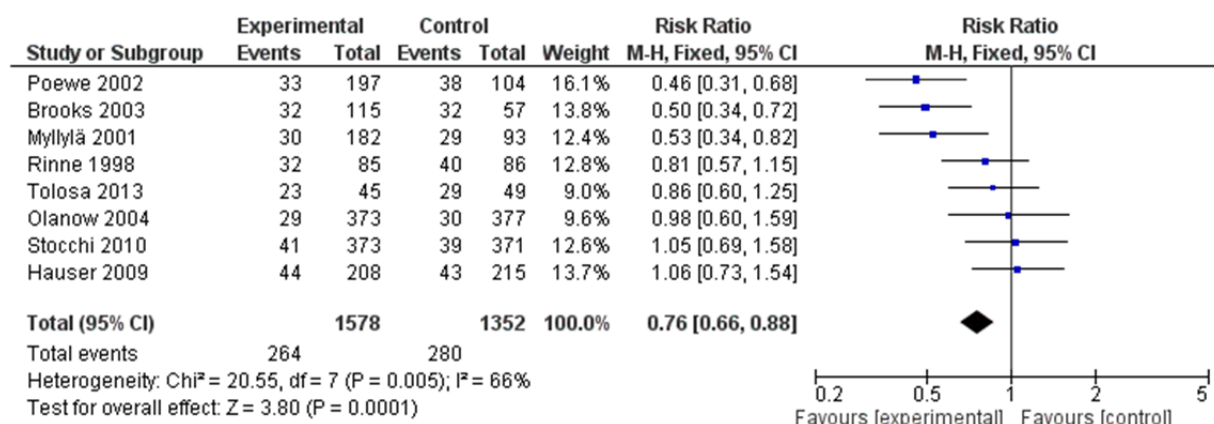 Experimental Control Risk Ratio Risk Ratio
Study or Subgroup Events Total Events Total Weight M-H, Fixed, 95% CI M-H, Fixed, 95% CI
Poewe 2002 33 197 38 104 16.1% 0.46 [0.31, 0.68]
Brooks 2003 32 115 32 57 13.8% 0.50 [0.34, 0.72]
Myllylä 2001 30 182 29 93 12.4% 0.53 [0.34, 0.82]
Rinne 1998 32 85 40 86 12.8% 0.81 [0.57, 1.15]
Tolosa 2013 23 45 29 49 9.0% 0.86 [0.60, 1.25]
Olanow 2004 29 373 30 377 9.6% 0.98 [0.60, 1.59]
Stocchi 2010 41 373 39 371 12.6% 1.05 [0.69, 1.58]
Hauser 2009 44 208 43 215 13.7% 1.06 [0.73, 1.54]
Total (95% CI) 1578 1352 100.0% 0.76 [0.66, 0.88]
Total events 264 280
Heterogeneity: Chi² = 20.55, df = 7 (P = 0.005); I² = 66%
Test for overall effect: Z = 3.80 (P = 0.0001)
0.2 0.5 1 2 5
Favours [experimental] Favours [control]